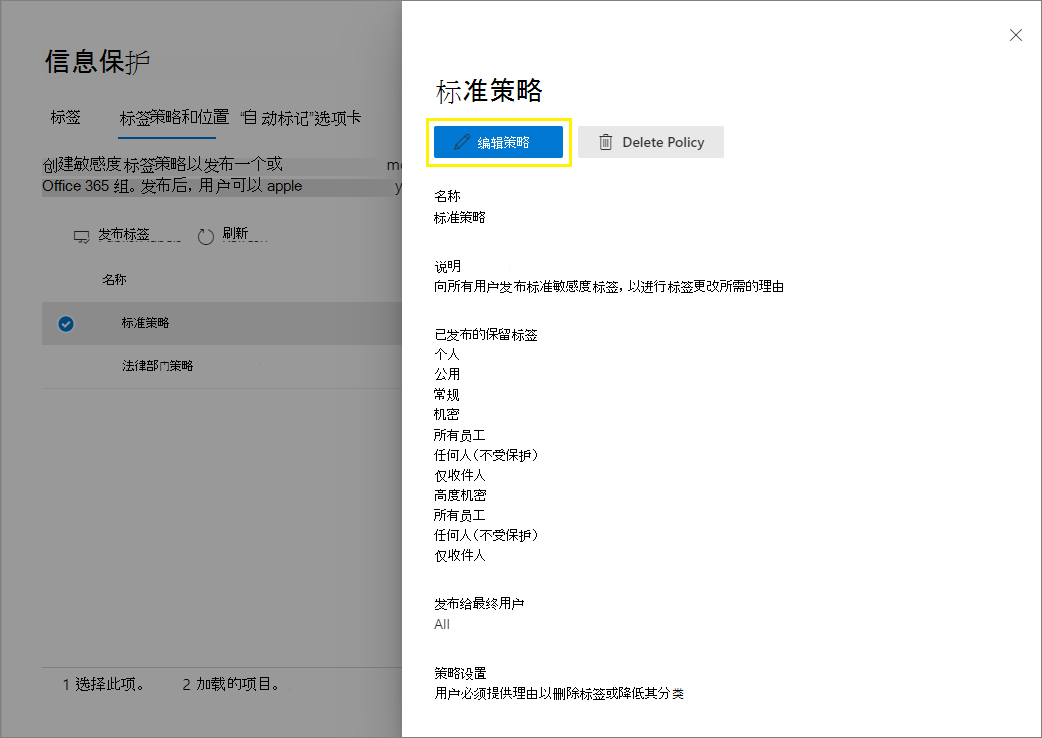 信息保护
标签 标签策略和位置 “自动标记”选项卡
创建敏感度标签策略以发布一个或
Office 365 组。发布后，用户可以 apple
发布标签 刷新
名称
标准策略
法律部门策略
1 选择此项。 2 加载的项目。
标准策略
编辑策略 Delete Policy
名称
标准策略
说明
向所有用户发布标准敏感度标签，以进行标签更改所需的理由
已发布的保留标签
个人
公用
常规
机密
所有员工
任何人（不受保护）
仅收件人
高度机密
所有员工
任何人（不受保护）
仅收件人
发布给最终用户
All
策略设置
用户必须提供理由以删除标签或降低其分类